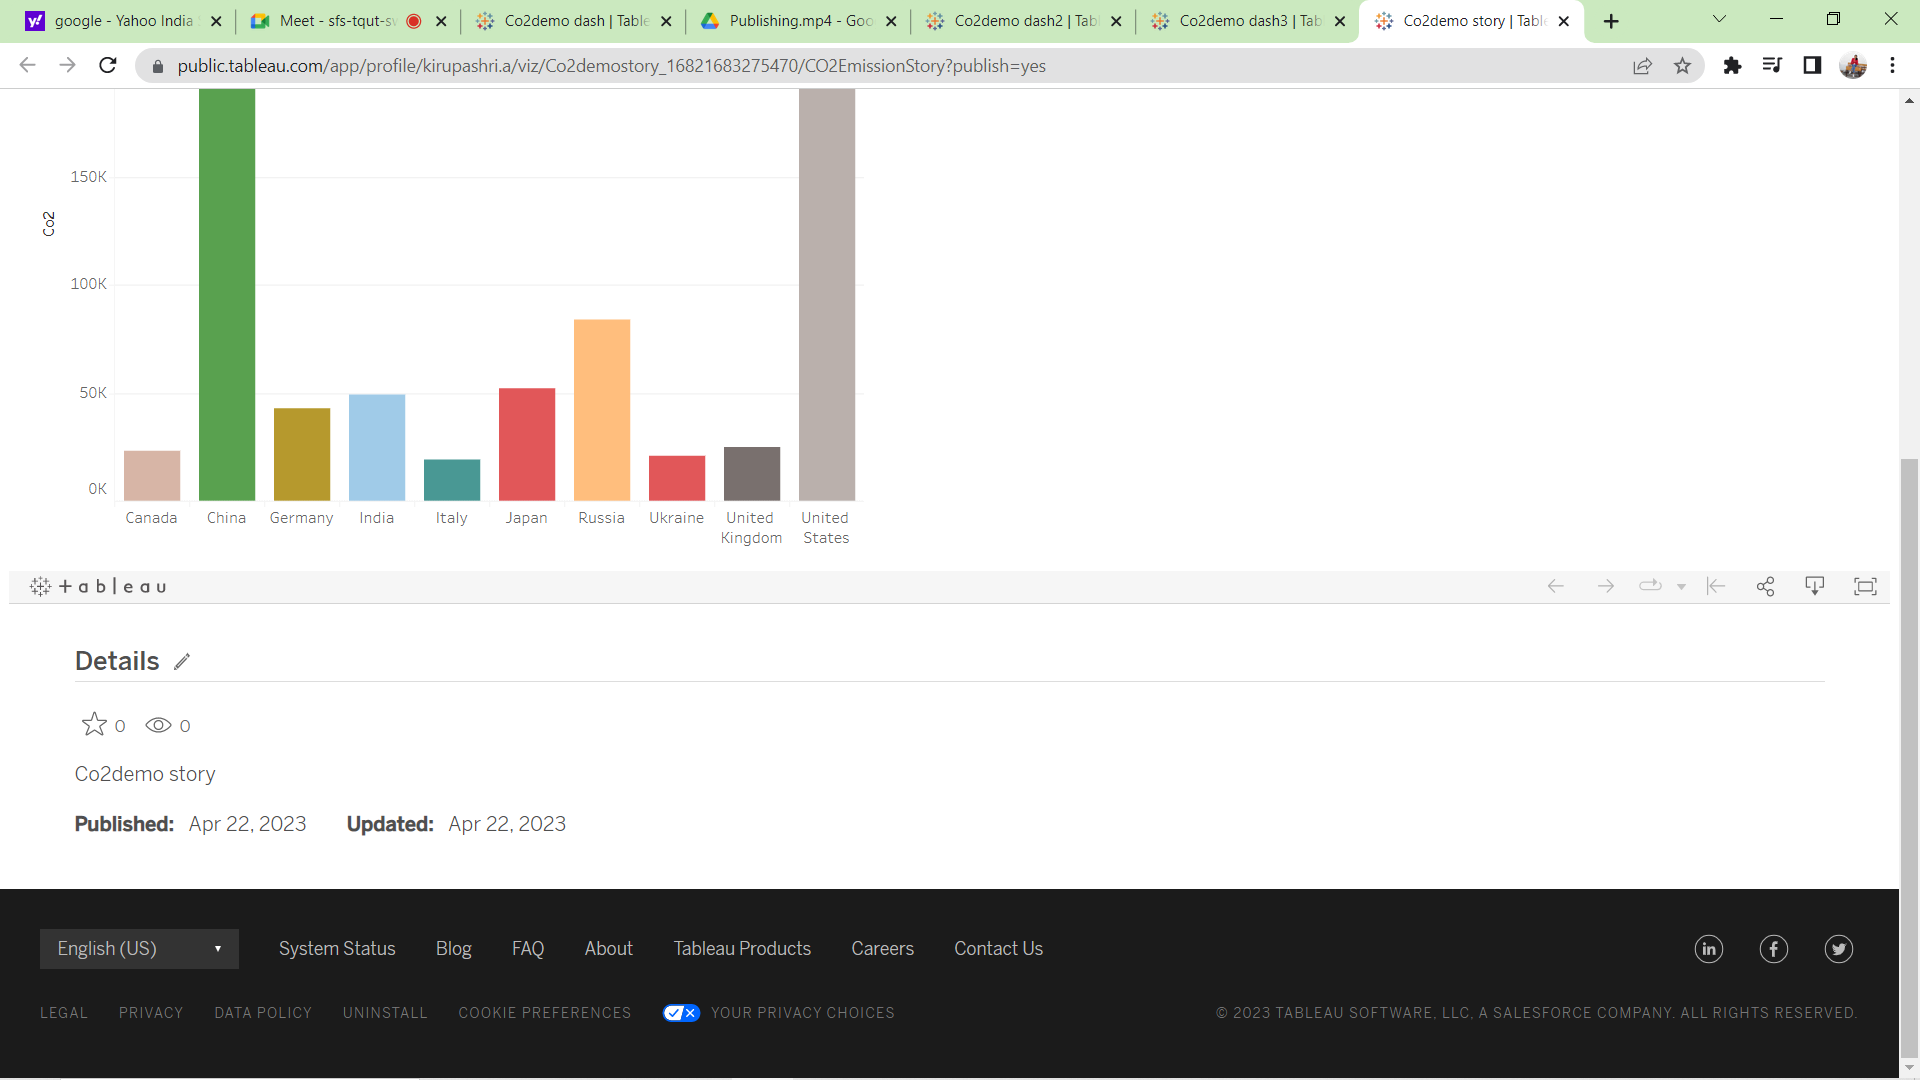 google - Yahoo India
Meet - sfs-tqut-sw
Co2demo dash | Table
Publishing.mp4 - Goo
Co2demo dash2 | Tab
Co2demo dash3 | Tab
Co2demo story | Table
public.tableau.com/app/profile/kirupashri.a/viz/Co2demostory_16821683275470/CO2EmissionStory?publish=yes
150K
Co2
100K
50K
0K
Canada China Germany India Italy Japan Russia Ukraine United Kingdom United States
+ a b | e a u
Details
0 0
Co2demo story
Published: Apr 22, 2023 Updated: Apr 22, 2023
English (US) System Status Blog FAQ About Tableau Products Careers Contact Us
LEGAL PRIVACY DATA POLICY UNINSTALL COOKIE PREFERENCES YOUR PRIVACY CHOICES © 2023 TABLEAU SOFTWARE, LLC, A SALESFORCE COMPANY. ALL RIGHTS RESERVED.